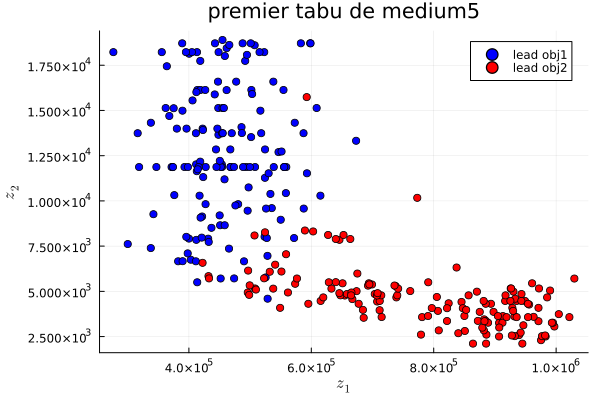 premier tabu de medium5
lead obj1
lead obj2
1.750×10⁴
1.500×10⁴
1.250×10⁴
1.000×10⁴
7.500×10³
5.000×10³
2.500×10³
z₂
4.0×10⁵ 6.0×10⁵ 8.0×10⁵ 1.0×10⁶
z₁